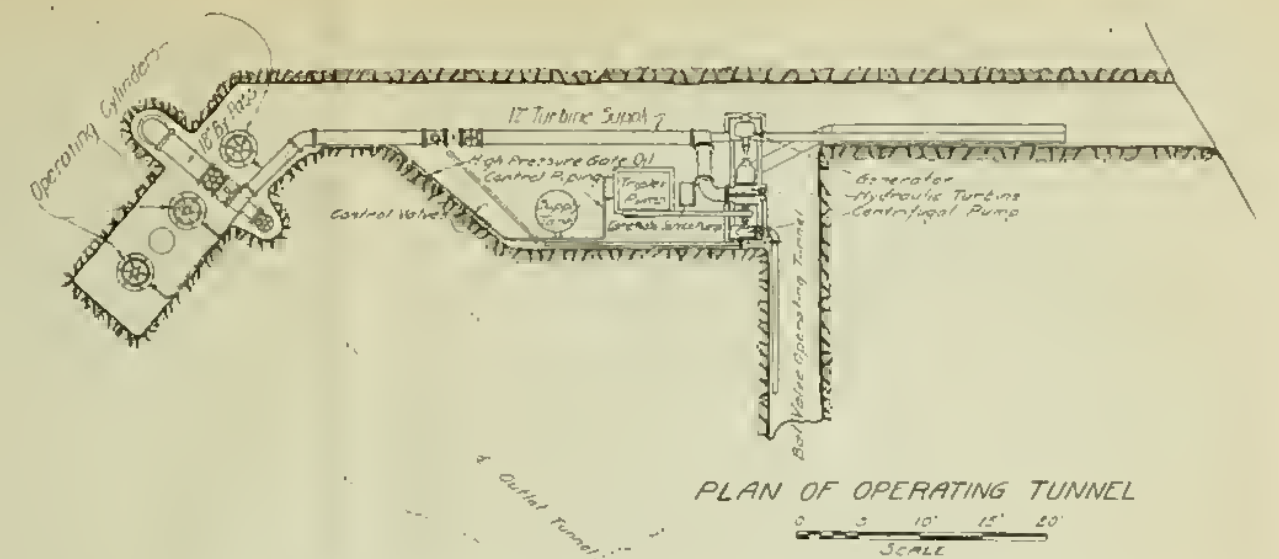 Operating Cylinders
18" By Pass
12" Turbine Supply
High Pressure Gate Oil
Control Piping
Triplex
Pump
Supply
Tank
Control Valves
Generator
Hydraulic Turbine
Centrifugal Pump
Ball Valve Operating Tunnel
Outlet Tunnel
PLAN OF OPERATING TUNNEL
0 5 10' 15' 20'
SCALE